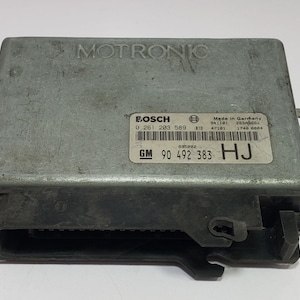 MOTRONIC
BOSCH Made in Germany
0 261 203 589
GM 90 492 383 HJ